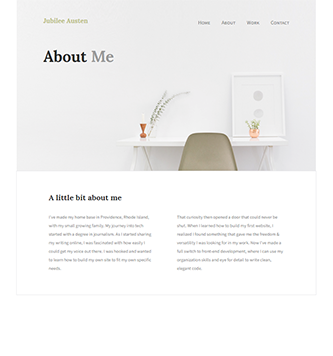 Jubilee Austen
Home About Work Contact
About Me
A little bit about me
I've made my home base in Providence, Rhode Island,
with my small growing family. My journey into tech
started with a degree in journalism. As I started sharing
my writing online, I was fascinated with how easily I
could get my voice out there. I was hooked and wanted
to learn how to build my own site to fit my own specific
needs.
That curiosity then opened a door that could never be
shut. When I learned how to build my first website, I
realized I found something that gave me the freedom &
versatility I was looking for in my work. Now I've made a
full switch to front-end development, where I can use my
organization skills and eye for detail to write clean,
elegant code.